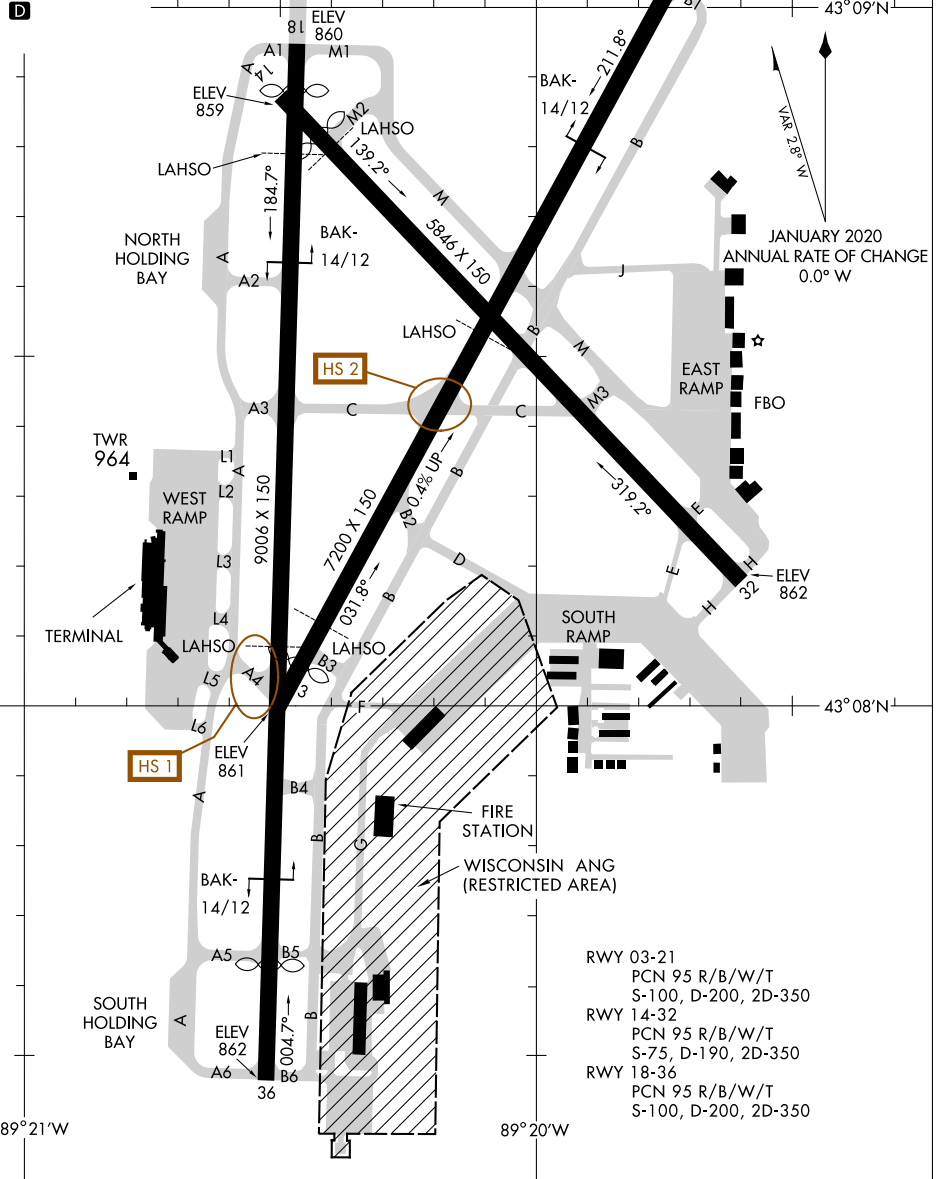 D
18
ELEV
860
43°09'N
A1
M1
A
14
ELEV
859
M2
LAHSO
LAHSO
139.2°
184.7°
BAK-
14/12
211.8°
B
B
VAR 2.8° W
JANUARY 2020
ANNUAL RATE OF CHANGE
0.0° W
NORTH
HOLDING
BAY
A
A2
BAK-
14/12
M
5846 X 150
J
LAHSO
B
M
HS 2
EAST
RAMP
FBO
A3
C
C
M3
TWR
964
L1
A
L2
WEST
RAMP
9006 X 150
7200 X 150
0.4% UP
B
B2
319.2°
E
L3
D
E
H
ELEV
862
32
H
TERMINAL
L4
031.8°
B
SOUTH
RAMP
LAHSO
LAHSO
A4
B3
L5
3
F
43°08'N
L6
ELEV
861
HS 1
A
B4
FIRE
STATION
B
G
WISCONSIN ANG
(RESTRICTED AREA)
BAK-
14/12
A5
B5
SOUTH
HOLDING
BAY
A
ELEV
862
004.7°
B
A6
B6
36
RWY 03-21
PCN 95 R/B/W/T
S-100, D-200, 2D-350
RWY 14-32
PCN 95 R/B/W/T
S-75, D-190, 2D-350
RWY 18-36
PCN 95 R/B/W/T
S-100, D-200, 2D-350
89°21'W
89°20'W